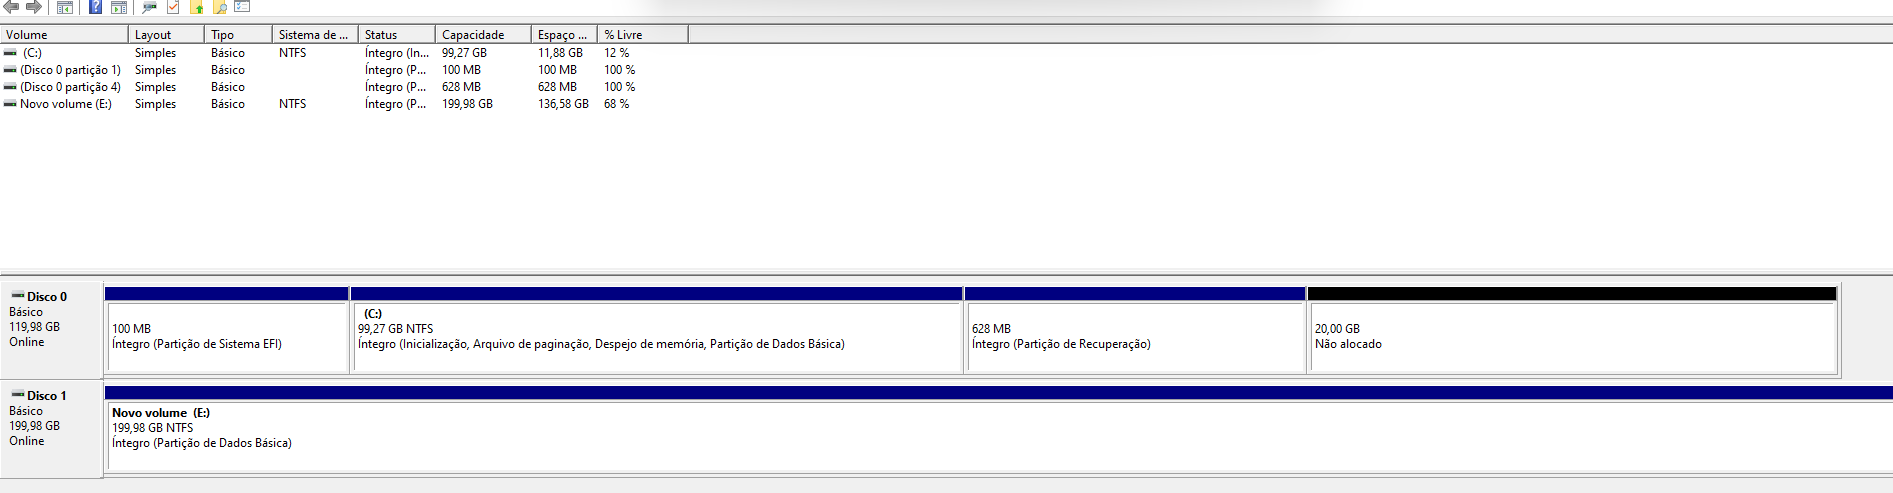 Volume Layout Tipo Sistema de ... Status Capacidade Espaço ... % Livre
(C:) Simples Básico NTFS Íntegro (In... 99,27 GB 11,88 GB 12 %
(Disco 0 partição 1) Simples Básico Íntegro (P... 100 MB 100 MB 100 %
(Disco 0 partição 4) Simples Básico Íntegro (P... 628 MB 628 MB 100 %
Novo volume (E:) Simples Básico NTFS Íntegro (P... 199,98 GB 136,58 GB 68 %
Disco 0
Básico
119,98 GB
Online
100 MB
Íntegro (Partição de Sistema EFI)
(C:)
99,27 GB NTFS
Íntegro (Inicialização, Arquivo de paginação, Despejo de memória, Partição de Dados Básica)
628 MB
Íntegro (Partição de Recuperação)
20,00 GB
Não alocado
Disco 1
Básico
199,98 GB
Online
Novo volume (E:)
199,98 GB NTFS
Íntegro (Partição de Dados Básica)